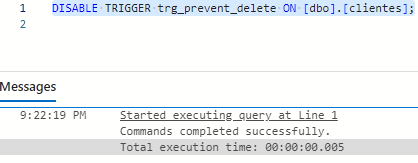 1 DISABLE TRIGGER trg_prevent_delete ON [dbo].[clientes];
2
Messages
9:22:19 PM Started executing query at Line 1
Commands completed successfully.
Total execution time: 00:00:00.005